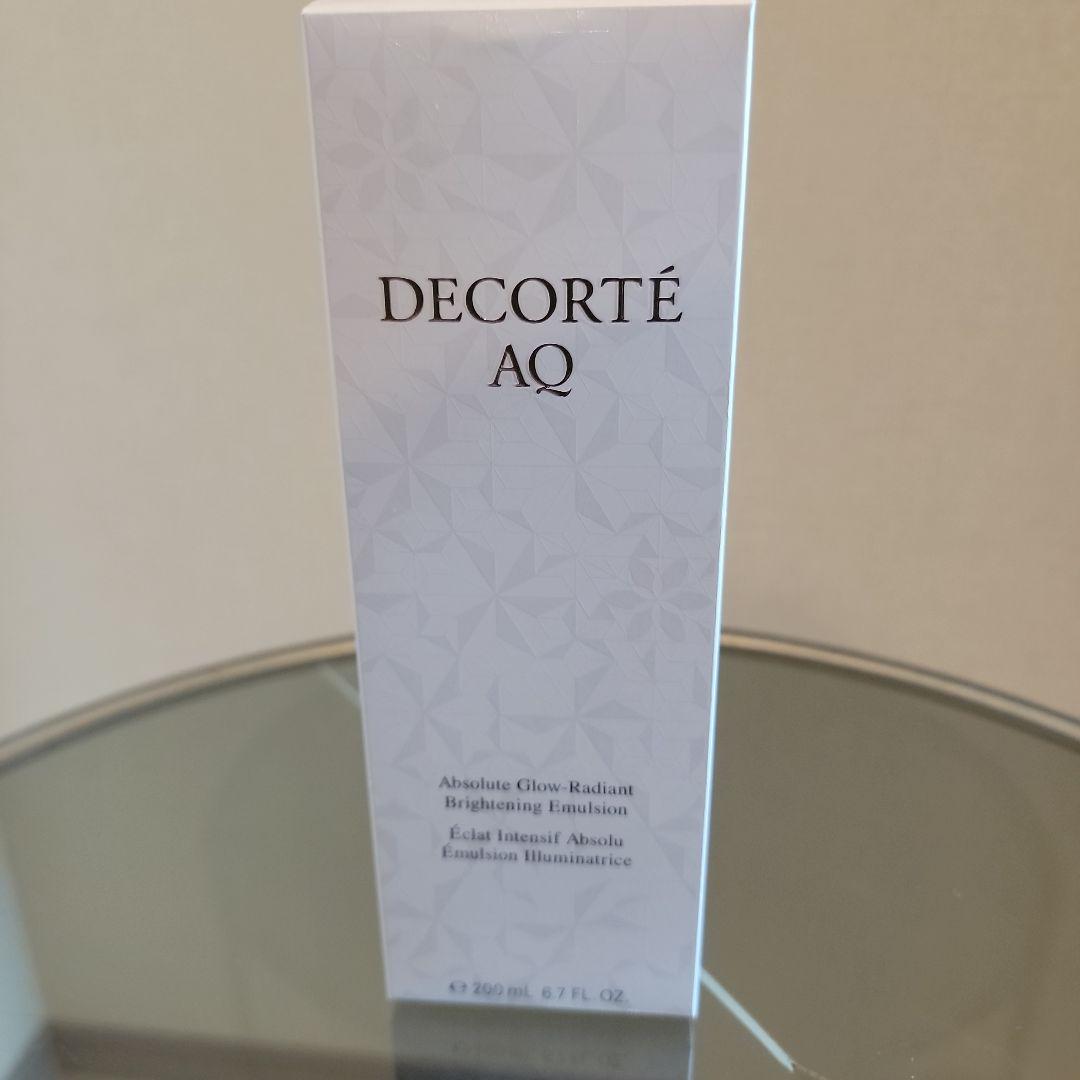 DECORTÉ
AQ
Absolute Glow-Radiant
Brightening Emulsion
Éclat Intensif Absolu
Émulsion Illuminatrice
℮ 200 mL 6.7 FL. OZ.